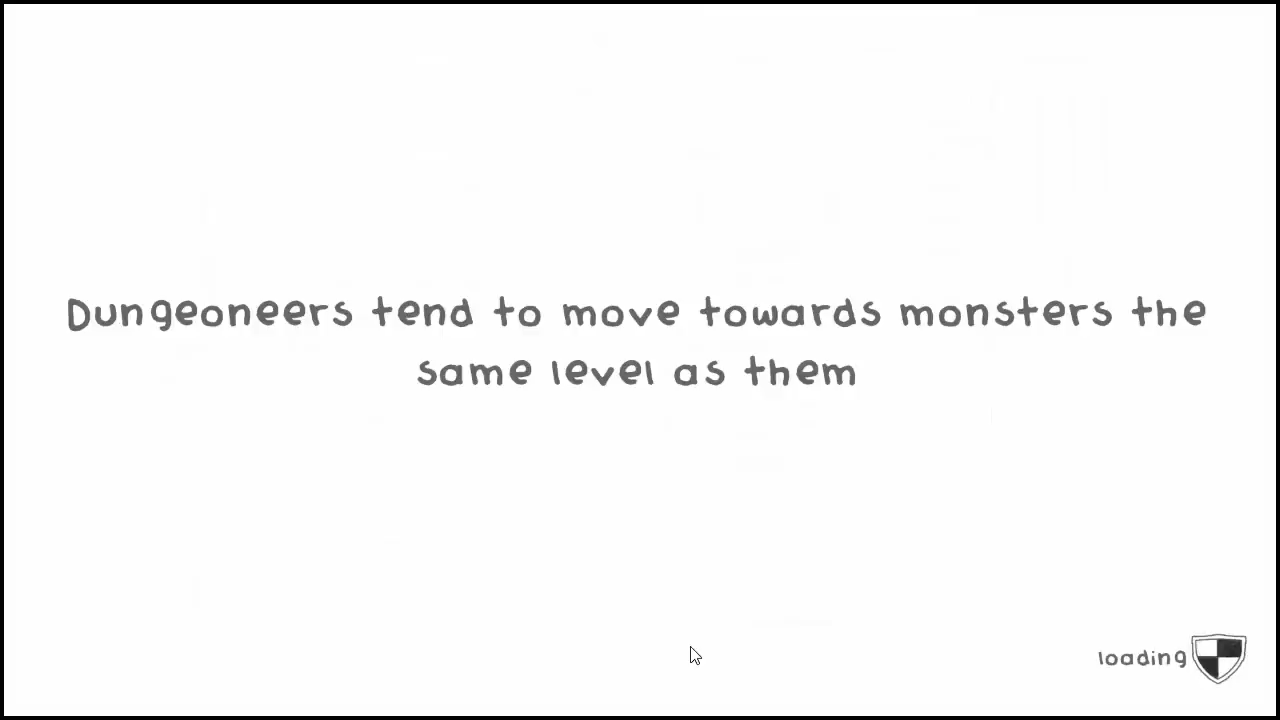 Dungeoneers tend to move towards monsters the
same level as them
loading